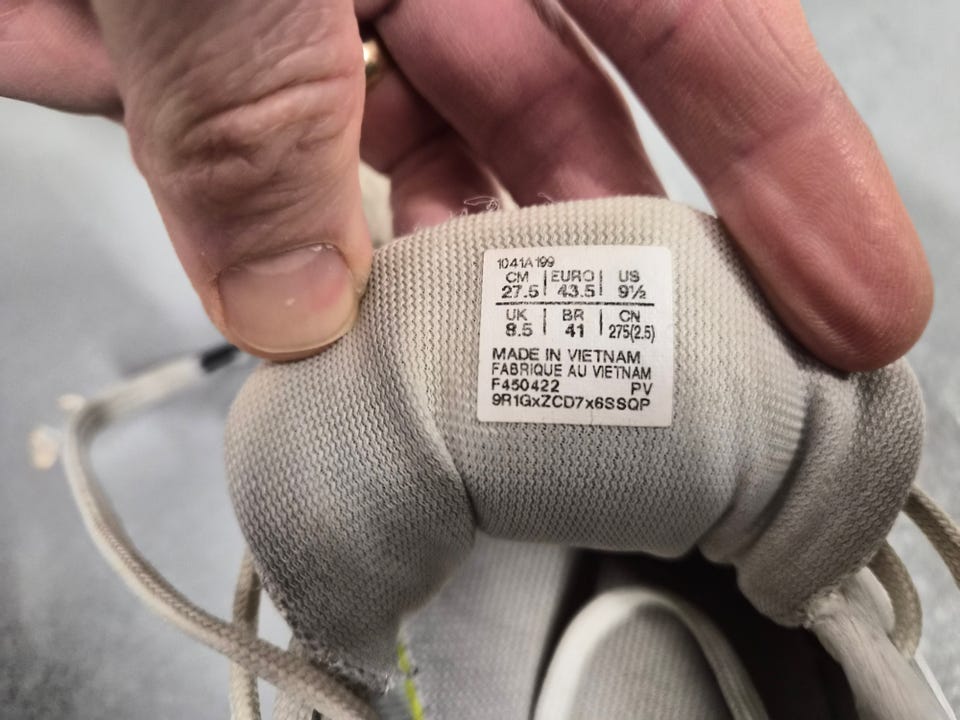 1041A199
CM EURO US
27.5 43.5 9½
UK BR CN
8.5 41 275(2.5)
MADE IN VIETNAM
FABRIQUE AU VIETNAM
F450422 PV
9R1GxZCD7x6SSQP